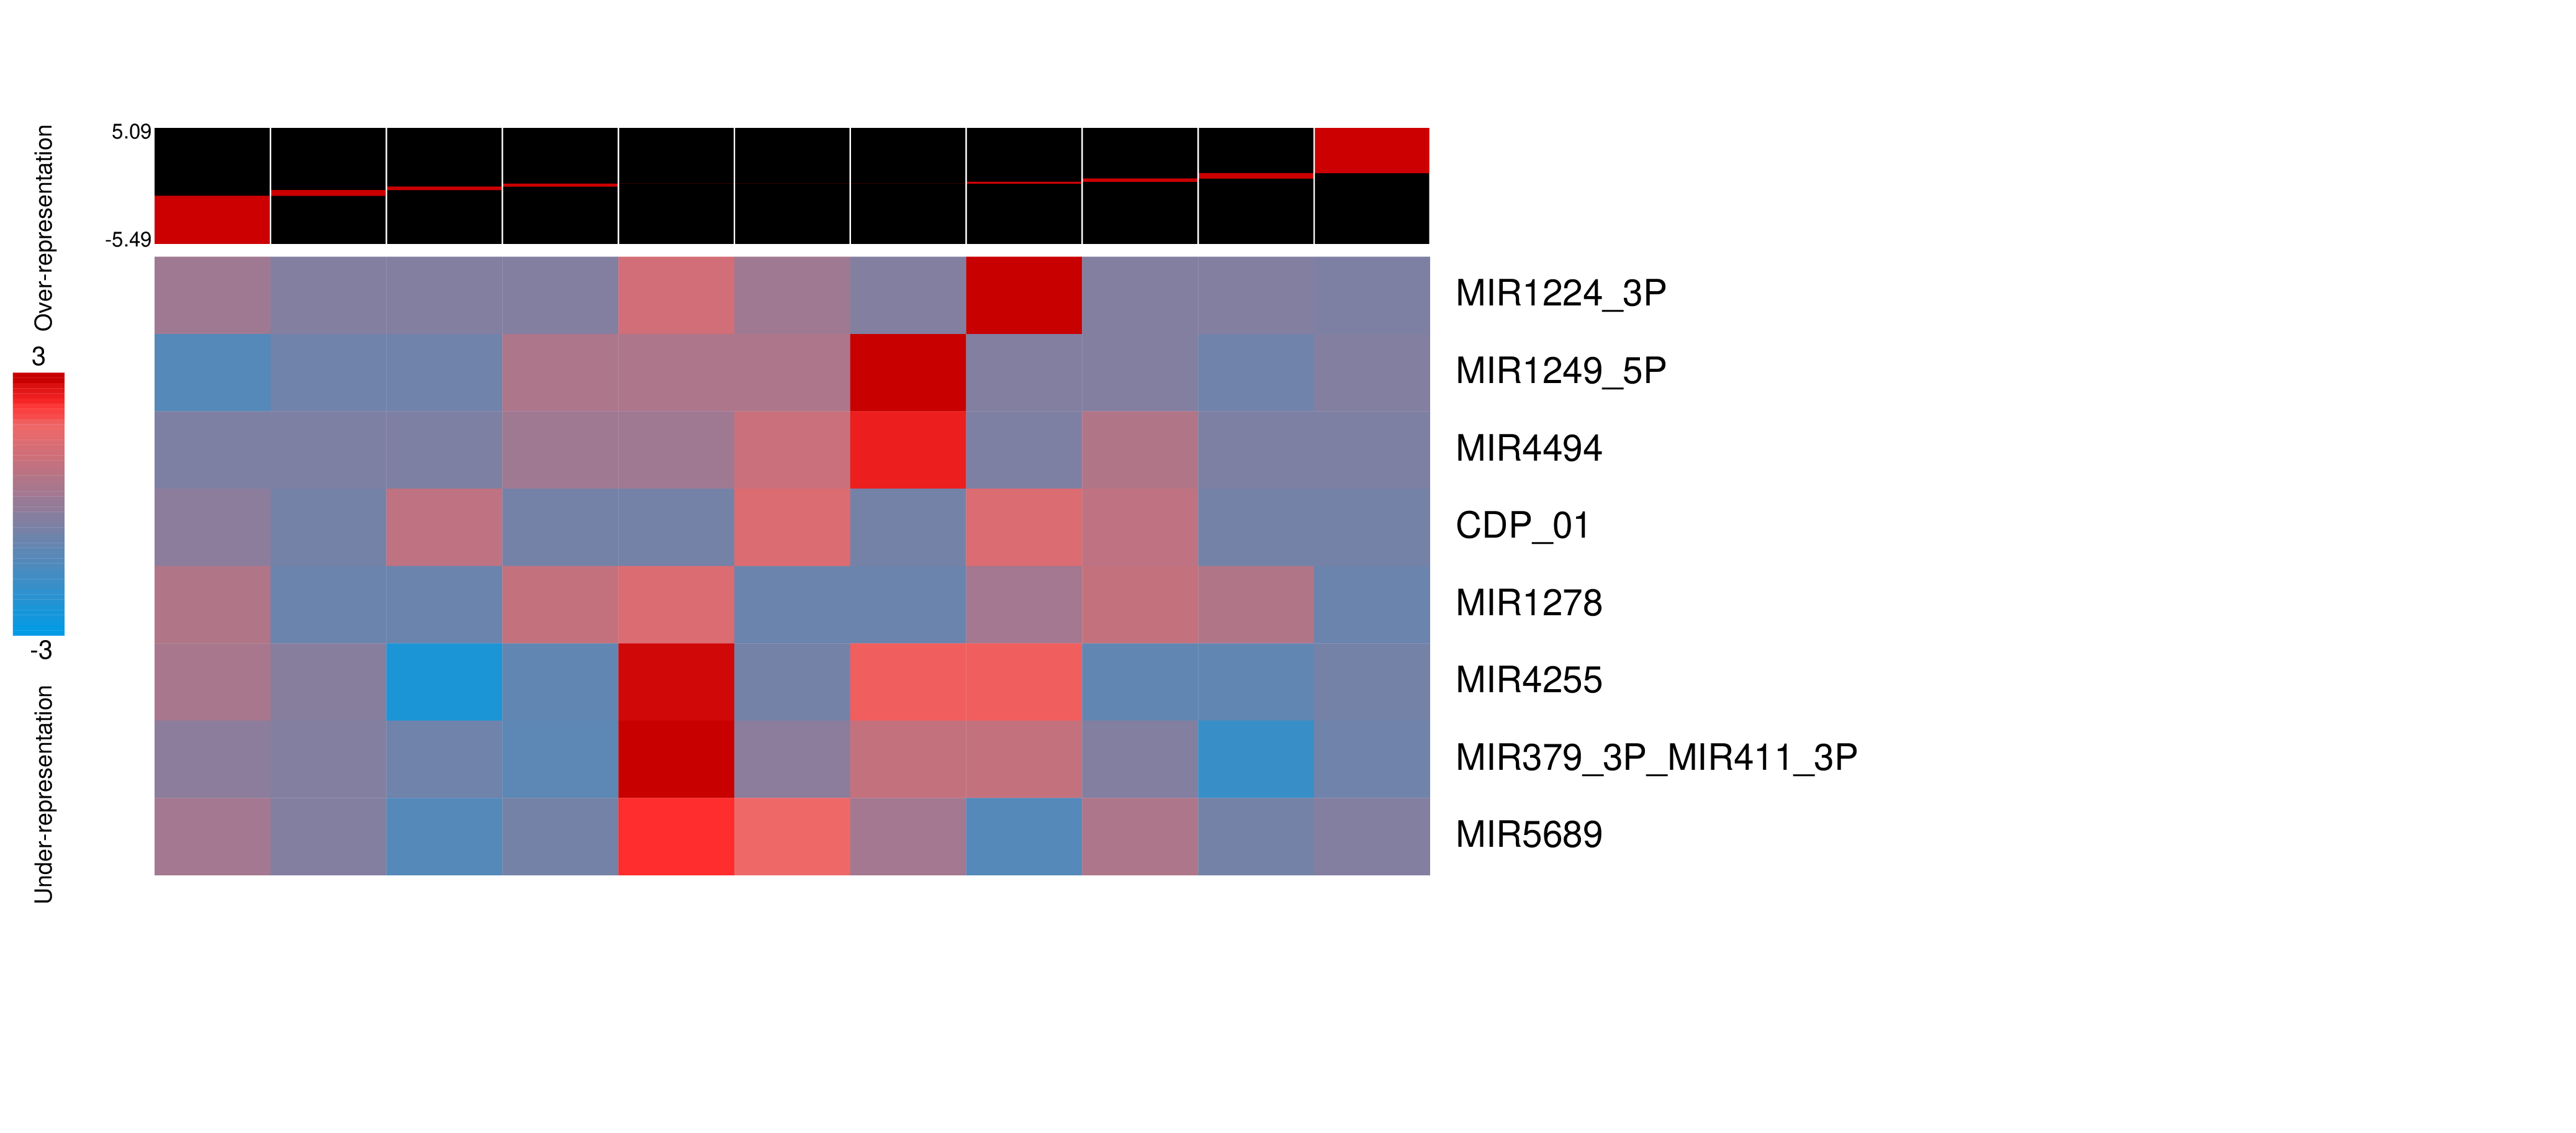 Over-representation
3
-3
Under-representation
5.09
-5.49
MIR1224_3P
MIR1249_5P
MIR4494
CDP_01
MIR1278
MIR4255
MIR379_3P_MIR411_3P
MIR5689